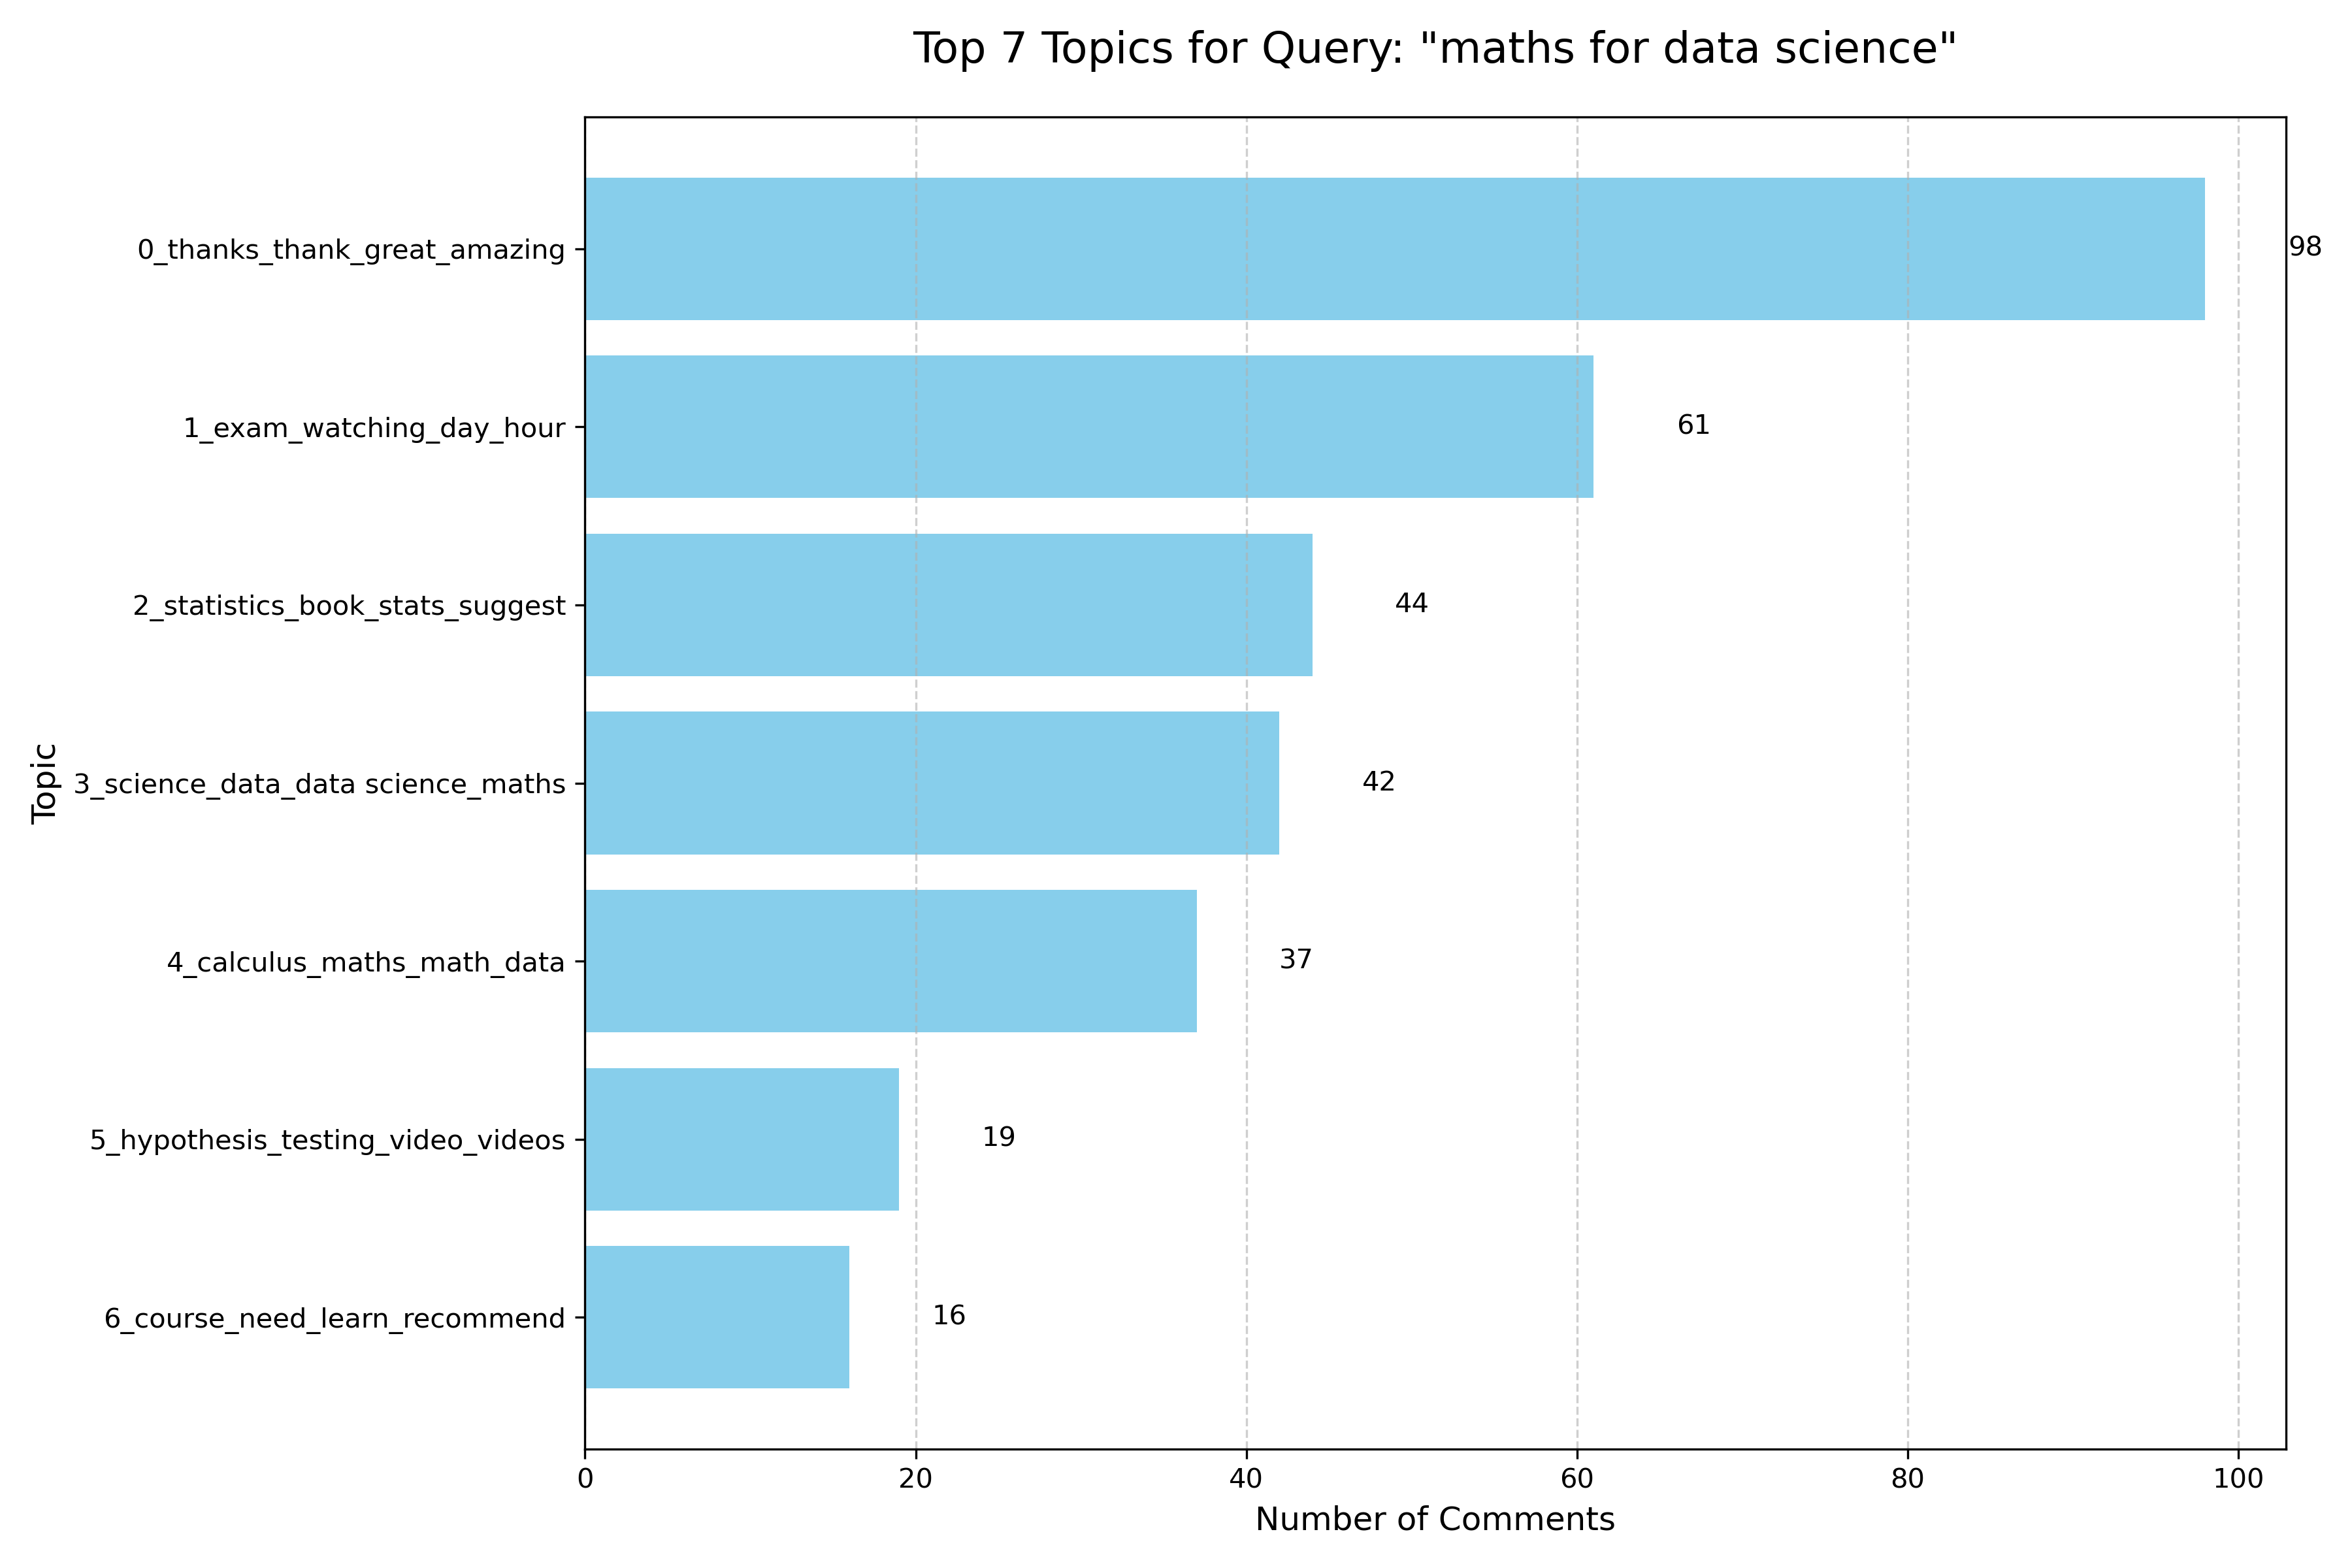 Top 7 Topics for Query: "maths for data science"
0_thanks_thank_great_amazing
98
1_exam_watching_day_hour
61
2_statistics_book_stats_suggest
44
Topic
3_science_data_data science_maths
42
4_calculus_maths_math_data
37
5_hypothesis_testing_video_videos
19
6_course_need_learn_recommend
16
0 20 40 60 80 100
Number of Comments